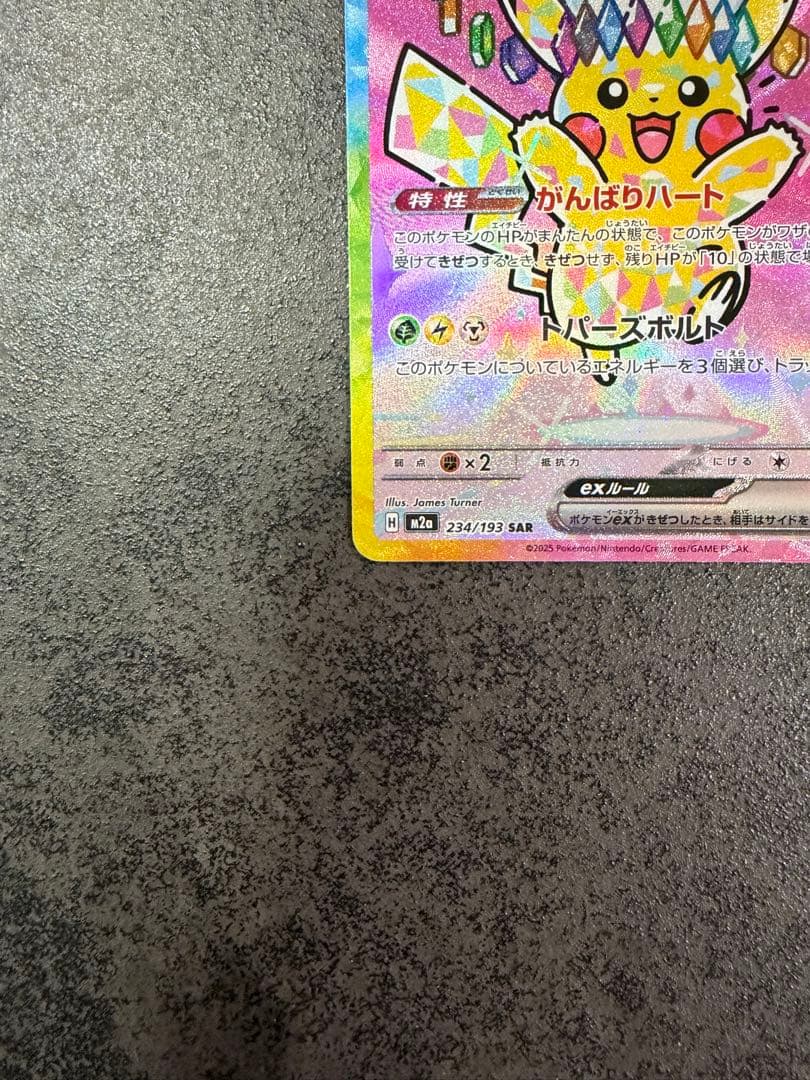 特性 とくせい がんばりハート
このポケモンのHPがまんたんの状態で、このポケモンがワザの
受けてきぜつするとき、きぜつせず、残りHPが「10」の状態で場
トパーズボルト
このポケモンについているエネルギーを3個選び、トラッ
弱点 ×2 抵抗力 にげる
exルール
Illus. James Turner
ポケモンexがきぜつしたとき、相手はサイドを
H m2a 234/193 SAR
©2025 Pokémon/Nintendo/Creatures/GAME FREAK.